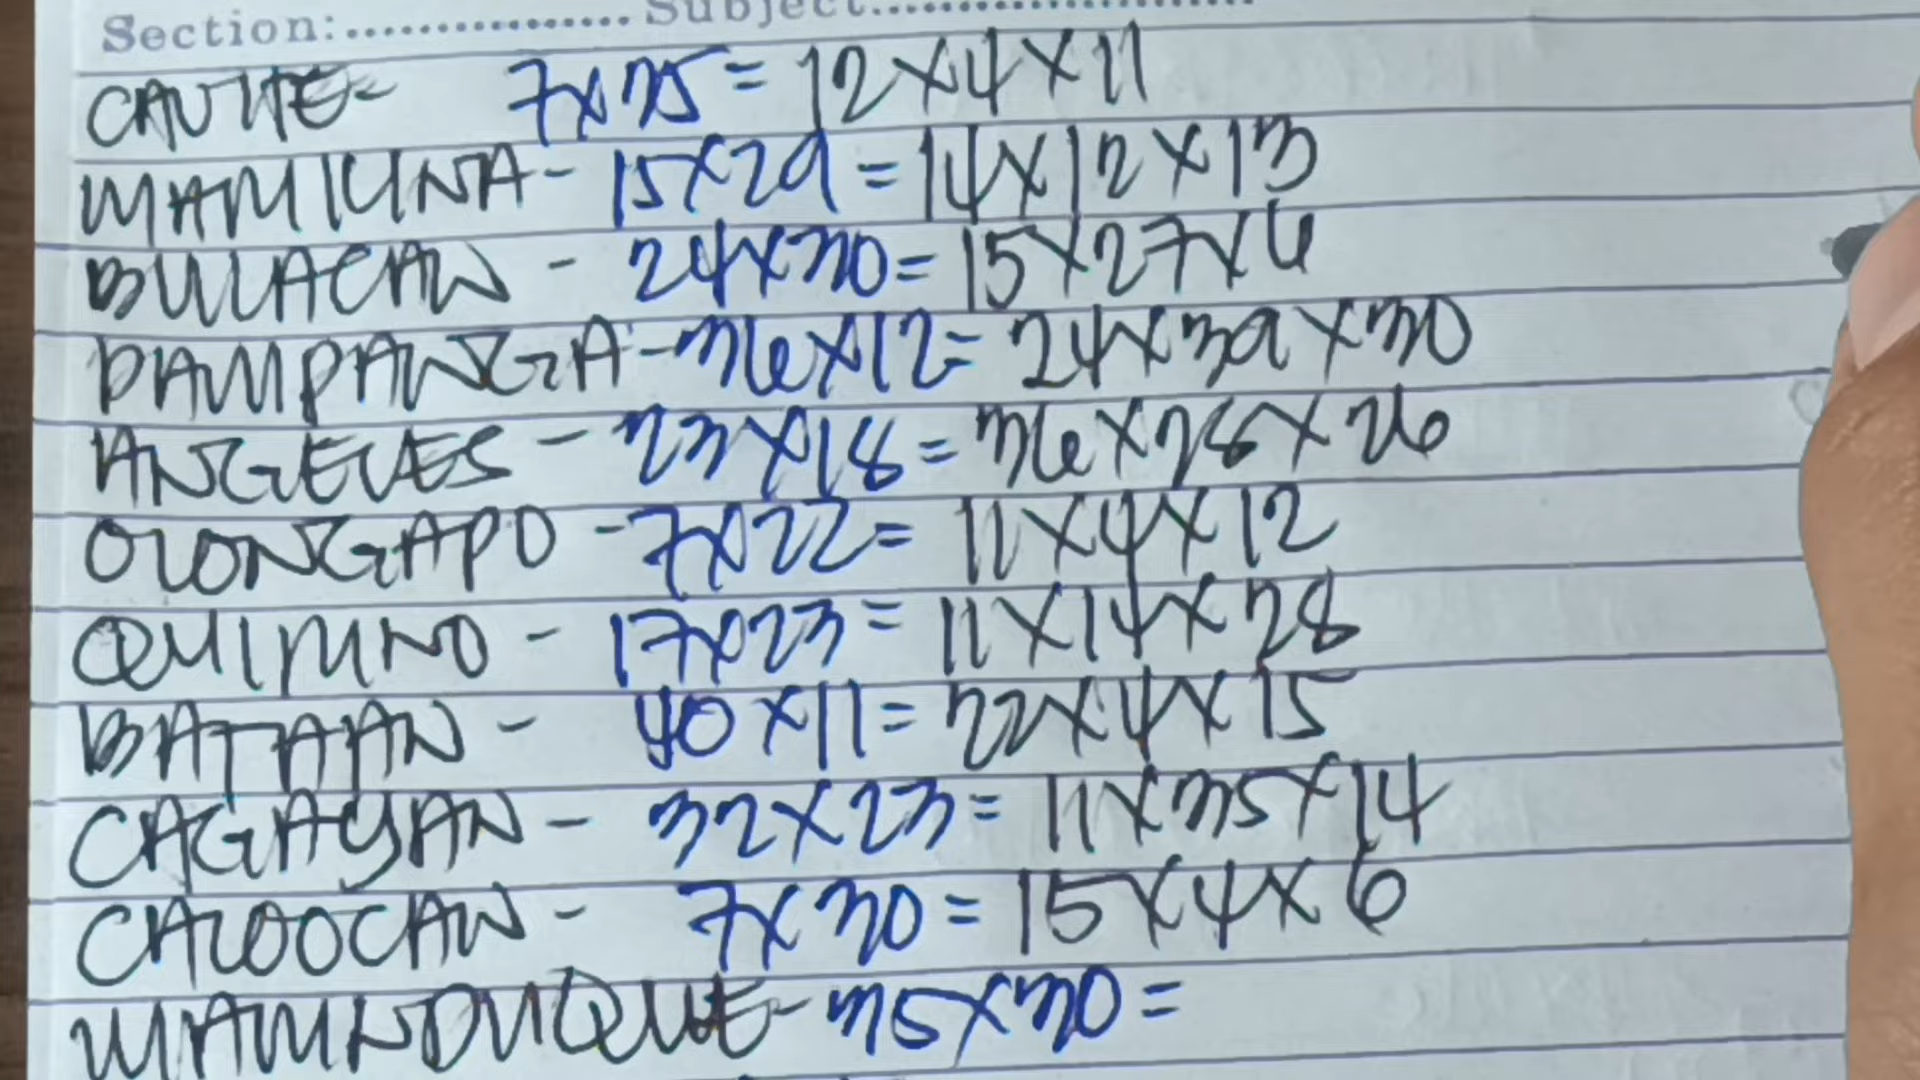 Section:................ Subject:......................
CAVITE- 7x35 = 12x4x11
MARIKINA- 15x29 = 14x12x13
BULACAN - 24x30 = 15x27x6
PAMPANGA - 36x12 = 24x39x30
ANGELES - 23x18 = 36x28x26
OLONGAPO - 7x22 = 11x4x12
QUIRINO - 17x23 = 11x14x28
BATAAN - 40x11 = 22x4x15
CAGAYAN - 32x23 = 11x35x14
CALOOCAN - 7x30 = 15x4x6
MARINDUQUE- 35x30 =